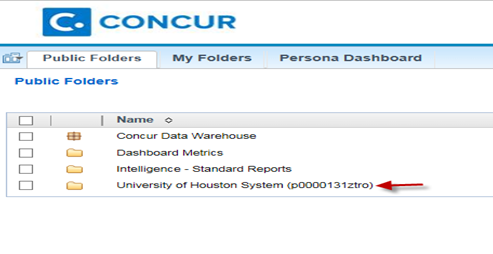 C. CONCUR
Public Folders My Folders Persona Dashboard
Public Folders
Name
Concur Data Warehouse
Dashboard Metrics
Intelligence - Standard Reports
University of Houston System (p0000131ztro)